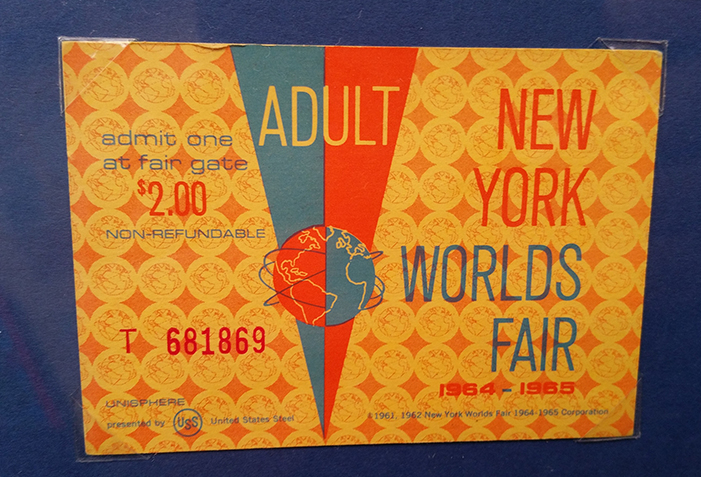 ADULT
admit one
at fair gate
$2.00
NON-REFUNDABLE
T 681869
UNISPHERE
presented by USS United States Steel
NEW
YORK
WORLDS
FAIR
1964-1965
©1961, 1962 New York Worlds Fair 1964-1965 Corporation